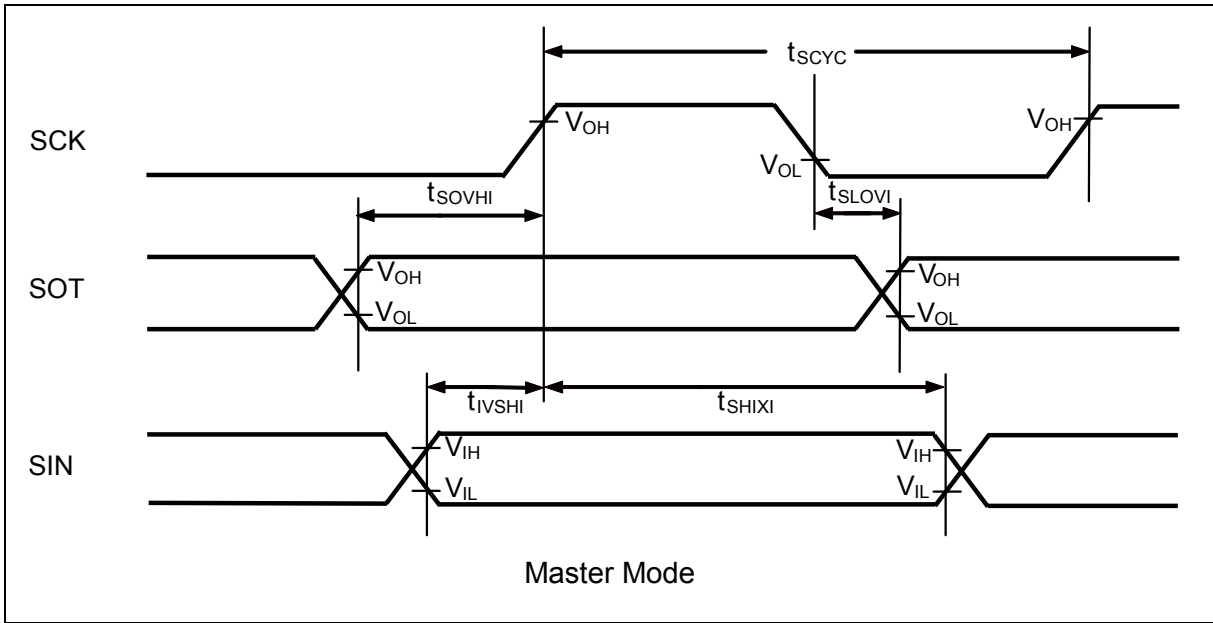 tSCYC
SCK
VOH
VOL
VOH
tSOVHI
tSLOVI
SOT
VOH
VOL
VOH
VOL
tIVSHI
tSHIXI
SIN
VIH
VIL
VIH
VIL
Master Mode